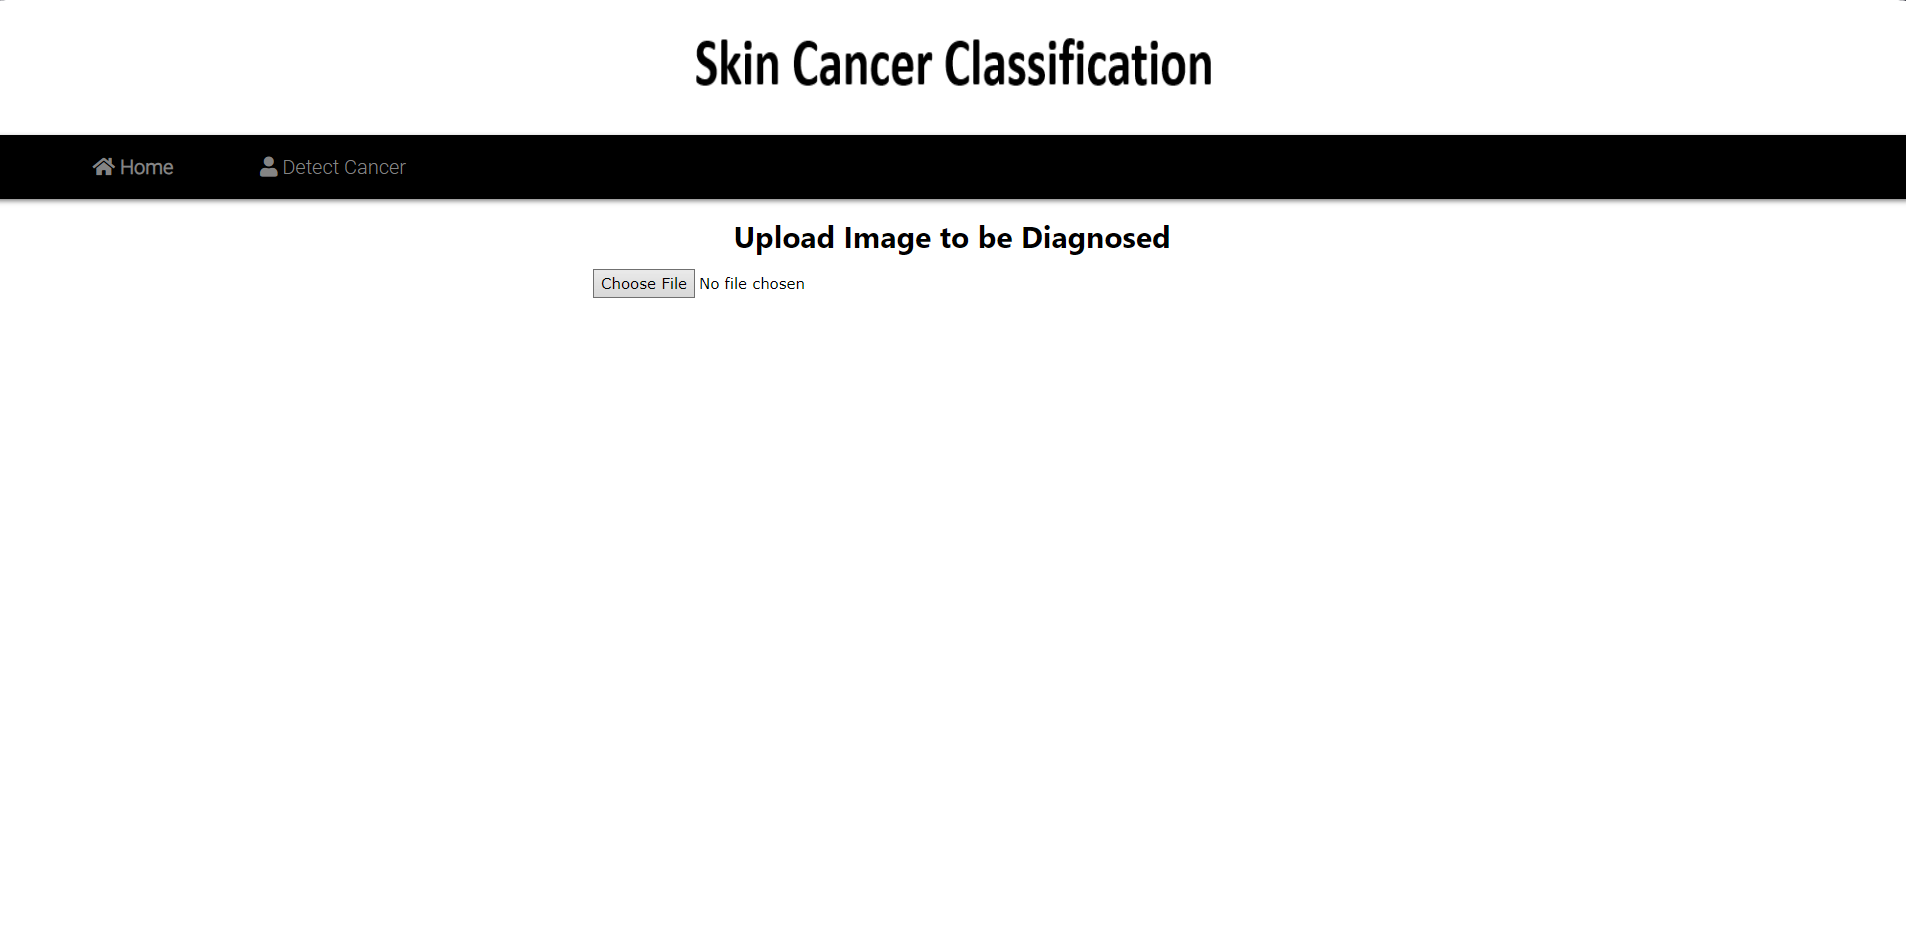 Skin Cancer Classification
Home Detect Cancer
Upload Image to be Diagnosed
Choose File No file chosen